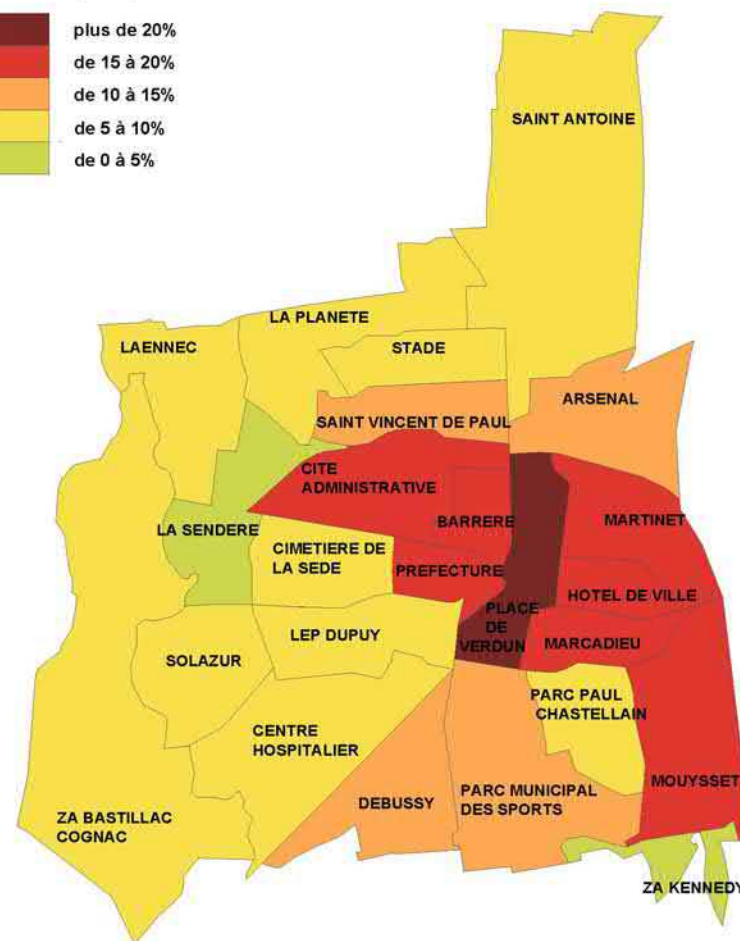 plus de 20%
de 15 à 20%
de 10 à 15%
de 5 à 10%
de 0 à 5%
SAINT ANTOINE
LA PLANETE
LAENNEC
STADE
ARSENAL
SAINT VINCENT DE PAUL
CITE
ADMINISTRATIVE
BARRERE
MARTINET
LA SENDERE
CIMETIERE DE
LA SEDE
PREFECTURE
HOTEL DE VILLE
PLACE
DE
VERDUN
LEP DUPUY
MARCADIEU
SOLAZUR
PARC PAUL
CHASTELLAIN
CENTRE
HOSPITALIER
MOUYSSET
PARC MUNICIPAL
DES SPORTS
DEBUSSY
ZA BASTILLAC
COGNAC
ZA KENNEDY